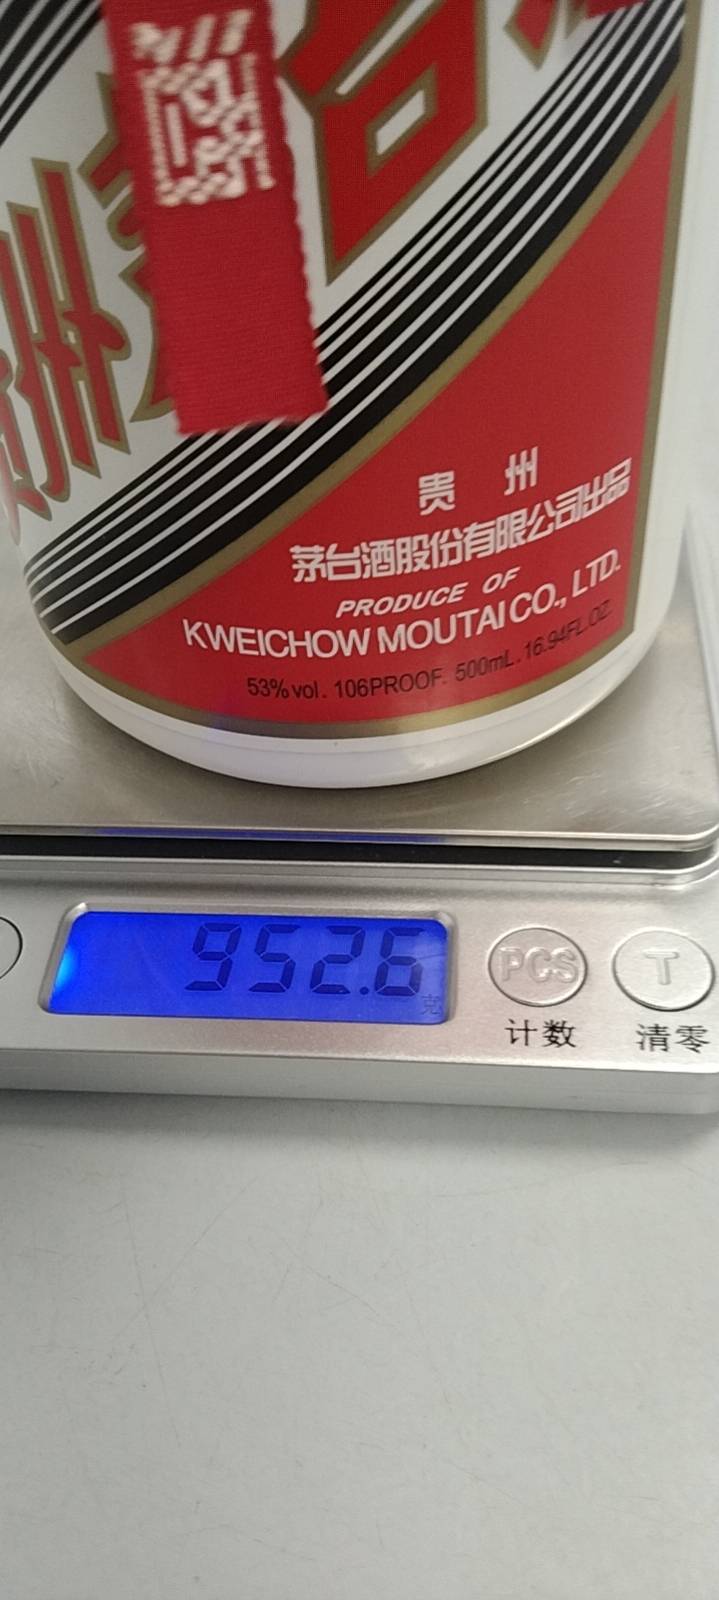 贵州
茅台酒股份有限公司出品
PRODUCE OF
KWEICHOW MOUTAI CO., LTD.
53% vol. 106PROOF. 500mL. 16.94FL.OZ.
952.6
克
PCS
T
计数
清零